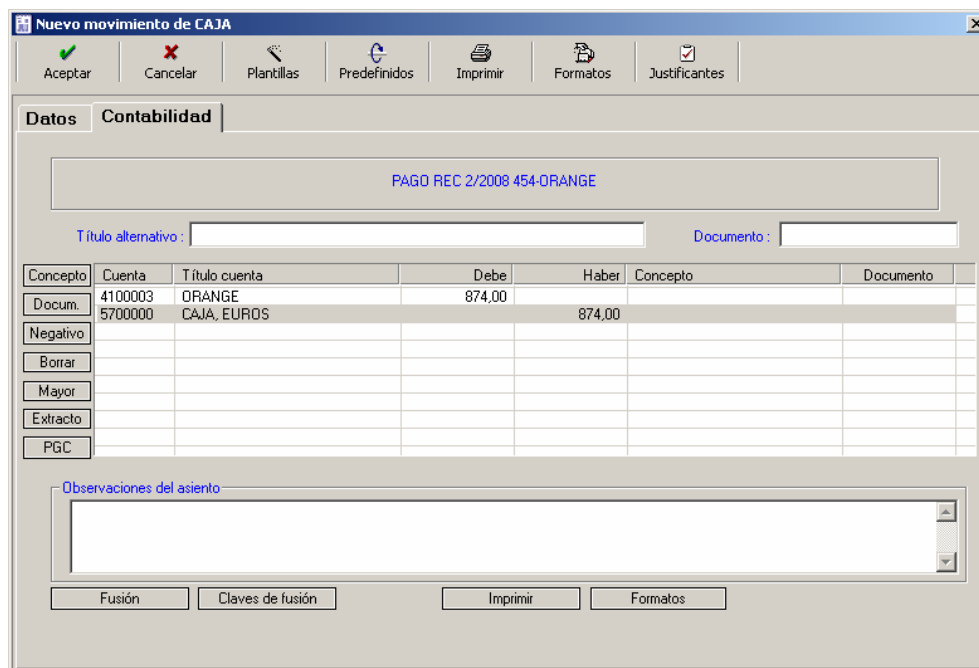 Nuevo movimiento de CAJA
Aceptar Cancelar Plantillas Predefinidos Imprimir Formatos Justificantes
Datos Contabilidad
PAGO REC 2/2008 454-ORANGE
Título alternativo : Documento :
Concepto Cuenta Título cuenta Debe Haber Concepto Documento
4100003 ORANGE 874,00
Docum.
5700000 CAJA, EUROS 874,00
Negativo
Borrar
Mayor
Extracto
PGC
Observaciones del asiento
Fusión Claves de fusión Imprimir Formatos